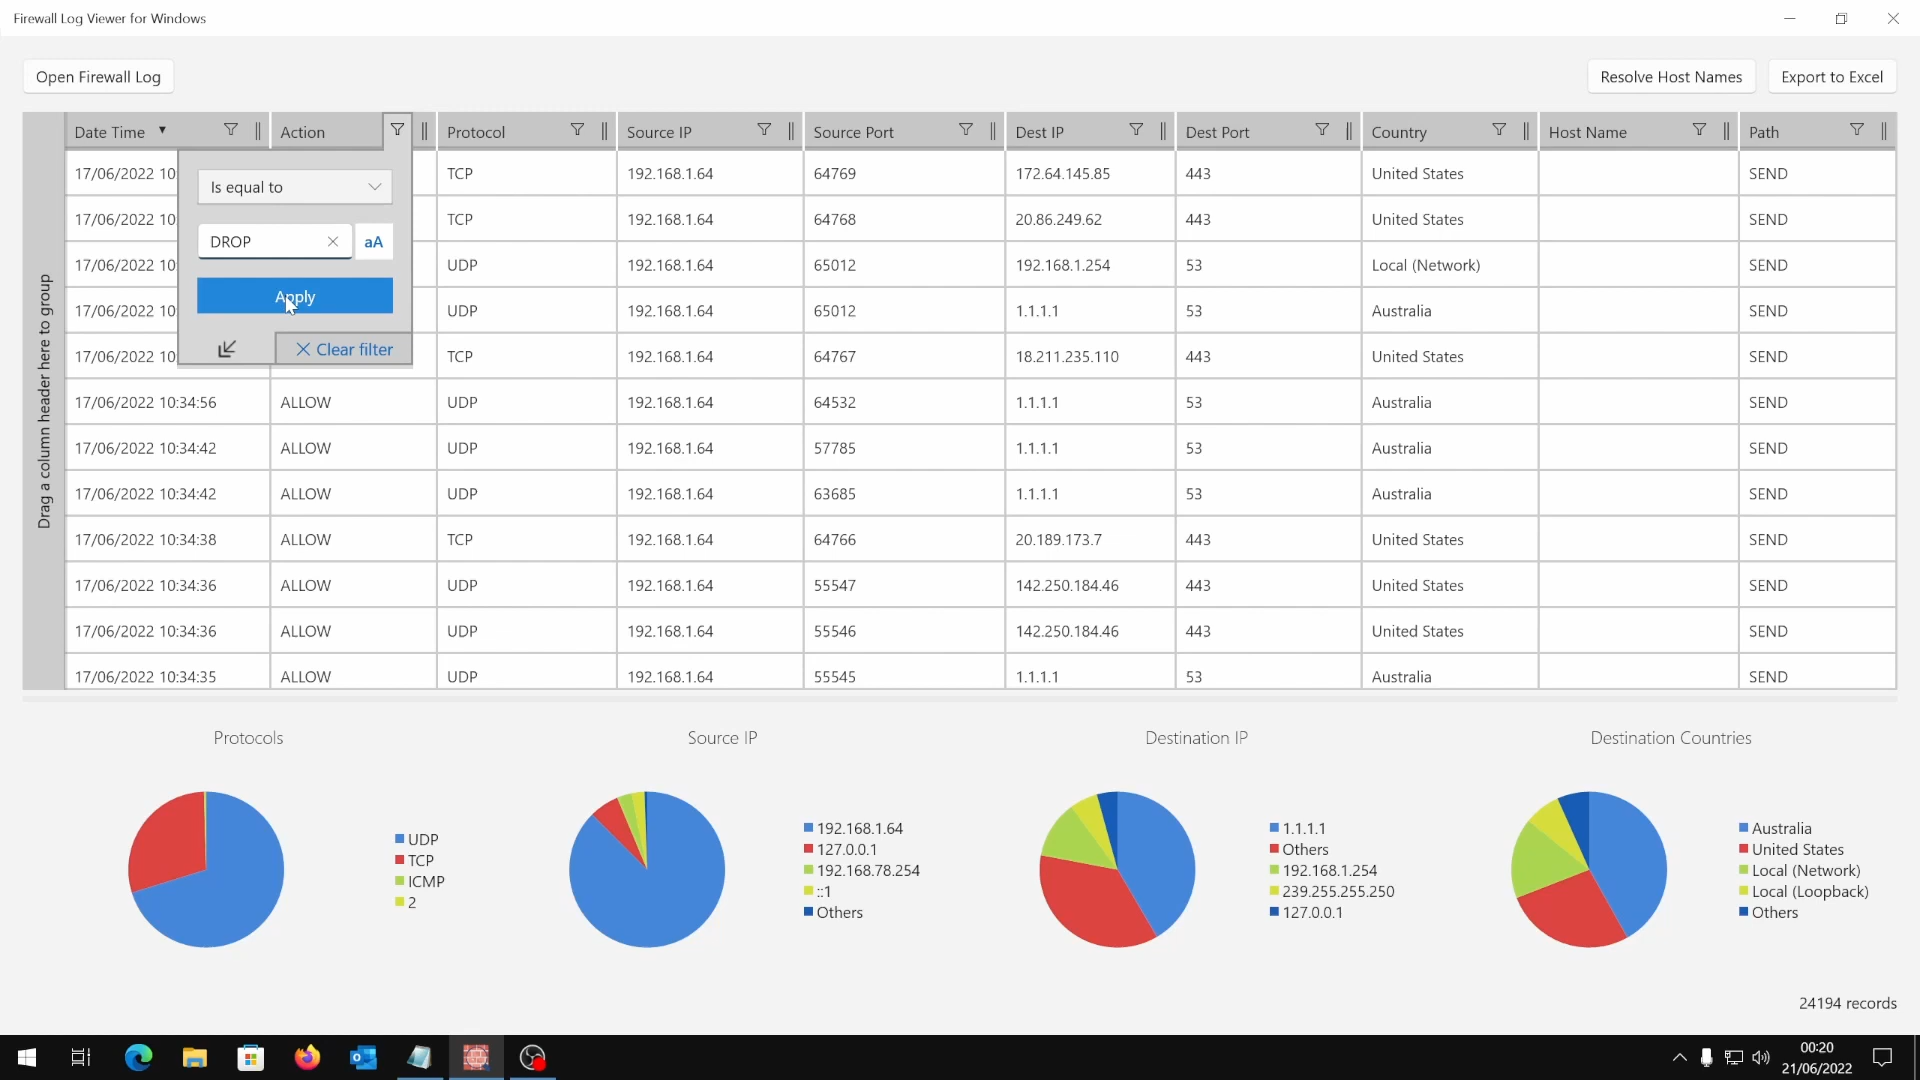 Firewall Log Viewer for Windows
Open Firewall Log
Resolve Host Names Export to Excel
Drag a column header here to group
Date Time Action Protocol Source IP Source Port Dest IP Dest Port Country Host Name Path
17/06/2022 10: TCP 192.168.1.64 64769 172.64.145.85 443 United States SEND
17/06/2022 10: TCP 192.168.1.64 64768 20.86.249.62 443 United States SEND
17/06/2022 10: UDP 192.168.1.64 65012 192.168.1.254 53 Local (Network) SEND
17/06/2022 10: UDP 192.168.1.64 65012 1.1.1.1 53 Australia SEND
17/06/2022 10: TCP 192.168.1.64 64767 18.211.235.110 443 United States SEND
17/06/2022 10:34:56 ALLOW UDP 192.168.1.64 64532 1.1.1.1 53 Australia SEND
17/06/2022 10:34:42 ALLOW UDP 192.168.1.64 57785 1.1.1.1 53 Australia SEND
17/06/2022 10:34:42 ALLOW UDP 192.168.1.64 63685 1.1.1.1 53 Australia SEND
17/06/2022 10:34:38 ALLOW TCP 192.168.1.64 64766 20.189.173.7 443 United States SEND
17/06/2022 10:34:36 ALLOW UDP 192.168.1.64 55547 142.250.184.46 443 United States SEND
17/06/2022 10:34:36 ALLOW UDP 192.168.1.64 55546 142.250.184.46 443 United States SEND
17/06/2022 10:34:35 ALLOW UDP 192.168.1.64 55545 1.1.1.1 53 Australia SEND
Is equal to
DROP aA
Apply
Clear filter
Protocols
UDP
TCP
ICMP
2
Source IP
192.168.1.64
127.0.0.1
192.168.78.254
::1
Others
Destination IP
1.1.1.1
Others
192.168.1.254
239.255.255.250
127.0.0.1
Destination Countries
Australia
United States
Local (Network)
Local (Loopback)
Others
24194 records
00:20
21/06/2022